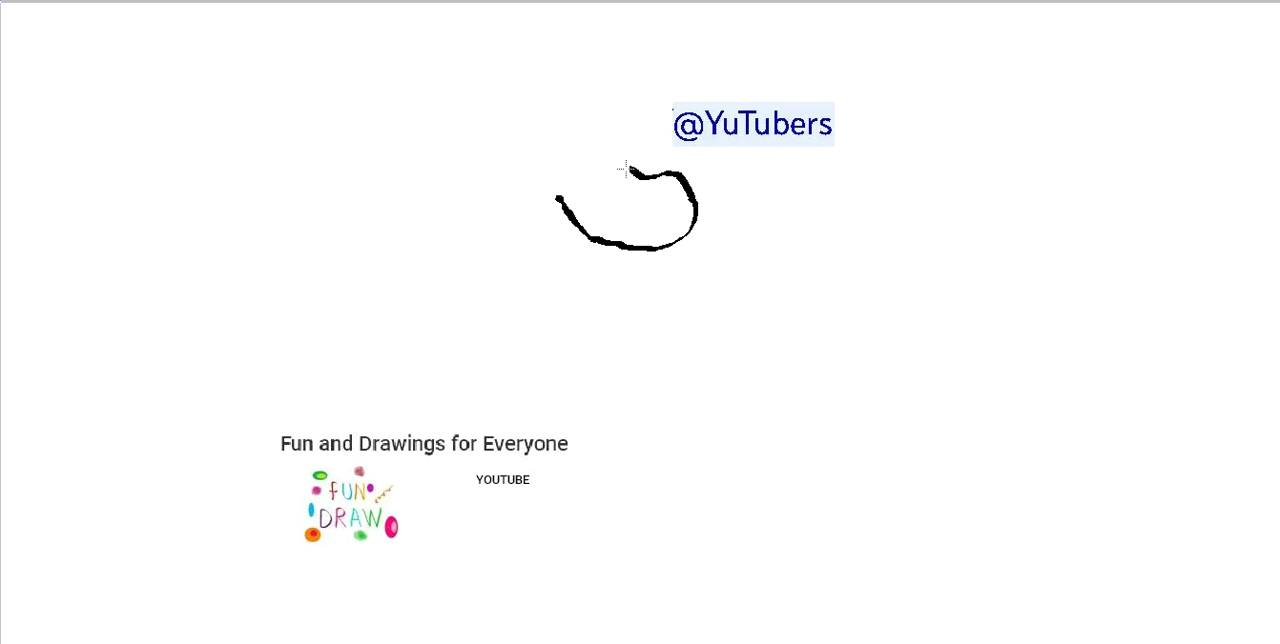 @YuTubers
Fun and Drawings for Everyone
YOUTUBE
FUN
DRAW